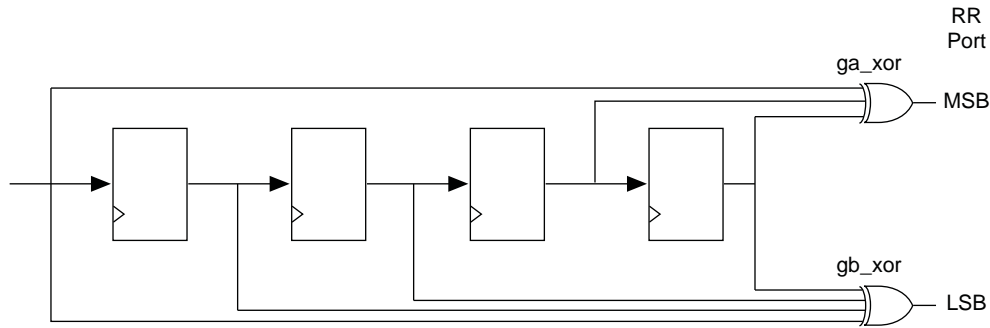 RR
Port
ga_xor
MSB
gb_xor
LSB